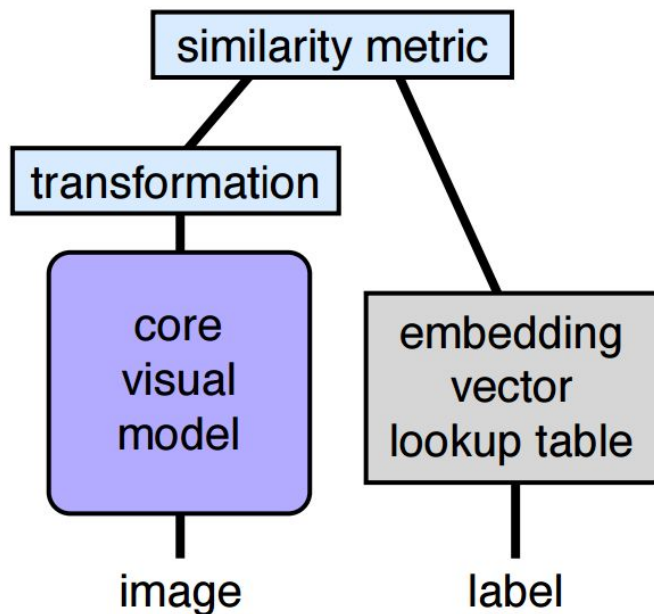 similarity metric
transformation
core
visual
model
embedding
vector
lookup table
image
label